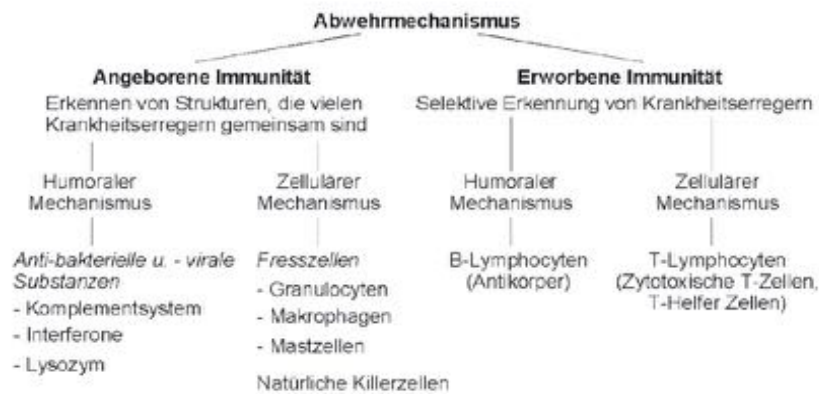 Abwehrmechanismus
Angeborene Immunität
Erkennen von Strukturen, die vielen
Krankheitserregern gemeinsam sind
Erworbene Immunität
Selektive Erkennung von Krankheitserregern
Humoraler
Mechanismus
Anti-bakterielle u. - virale
Substanzen
- Komplementsystem
- Interferone
- Lysozym
Zellulärer
Mechanismus
Fresszellen
- Granulocyten
- Makrophagen
- Mastzellen
Natürliche Killerzellen
Humoraler
Mechanismus
B-Lymphocyten
(Antikörper)
Zellulärer
Mechanismus
T-Lymphocyten
(Zytotoxische T-Zellen,
T-Helfer Zellen)